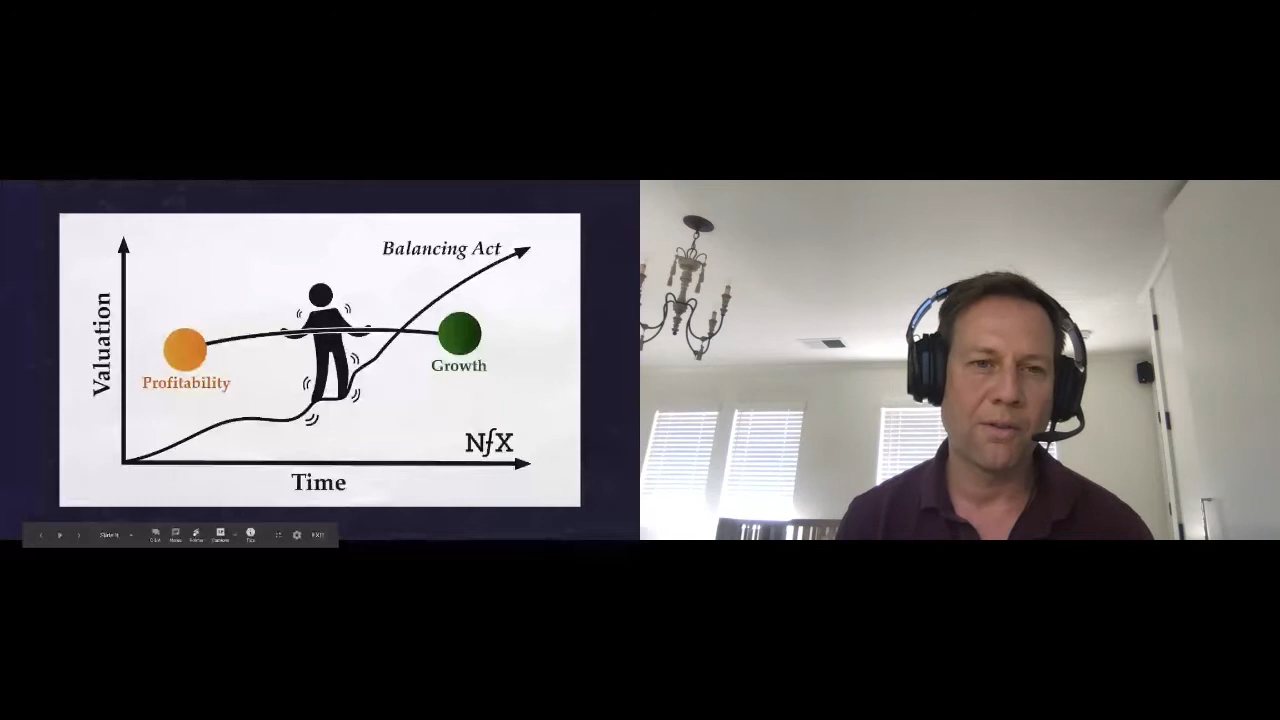 Balancing Act
Valuation
Profitability
Growth
NfX
Time